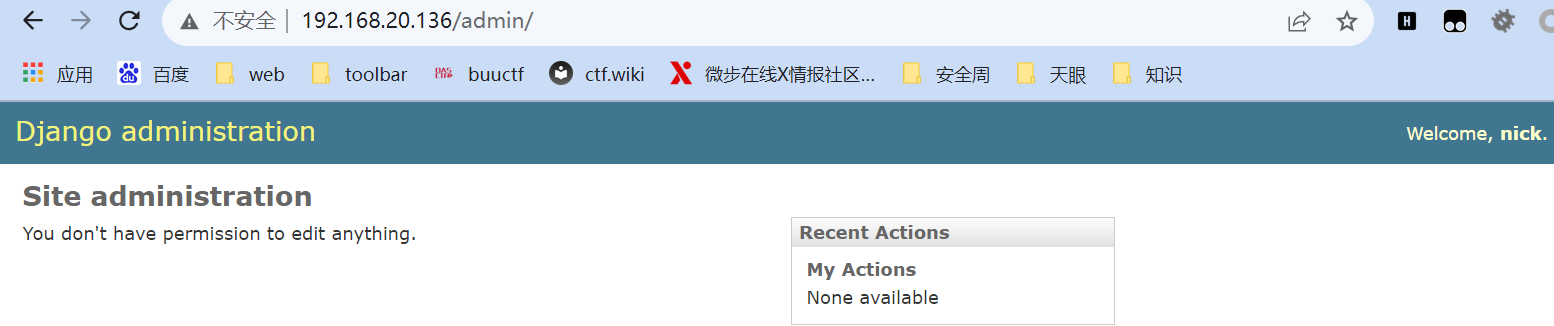 不安全 192.168.20.136/admin/
应用 百度 web toolbar buuctf ctf.wiki 微步在线X情报社区... 安全周 天眼 知识
Django administration
Welcome, nick.
Site administration
You don't have permission to edit anything.
Recent Actions
My Actions
None available